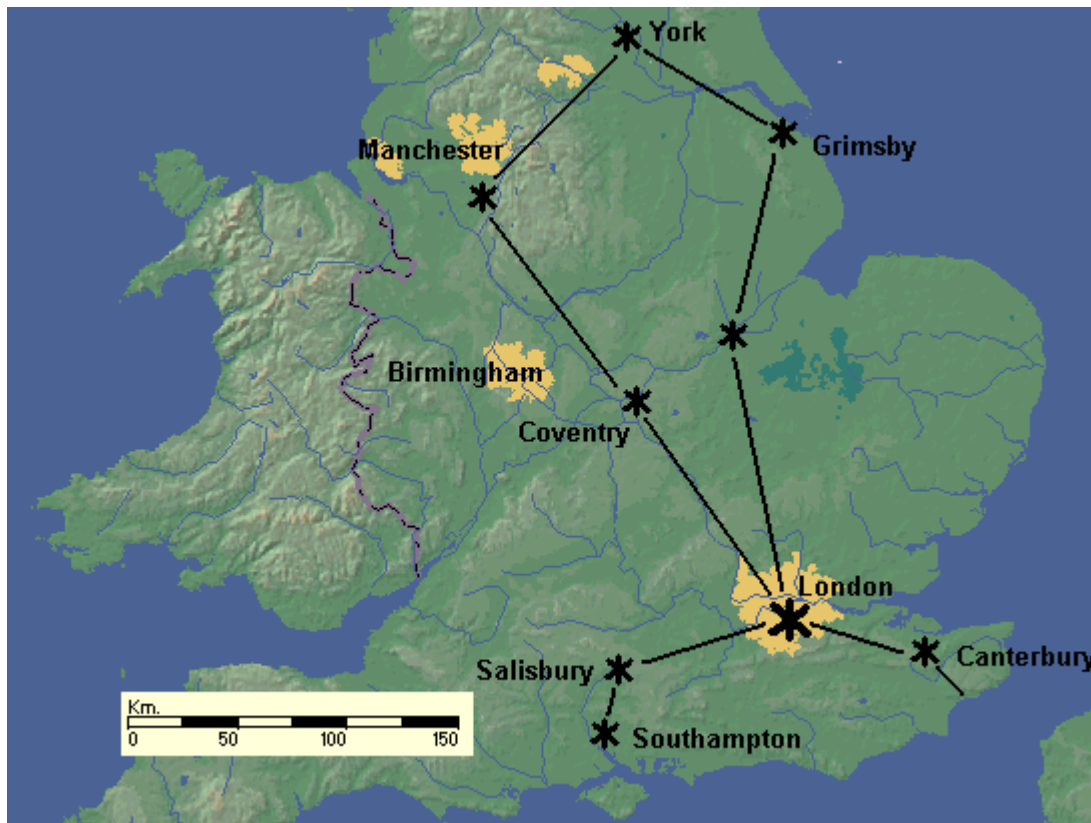 York
Manchester
Grimsby
Birmingham
Coventry
London
Salisbury
Canterbury
Km.
0 50 100 150
Southampton